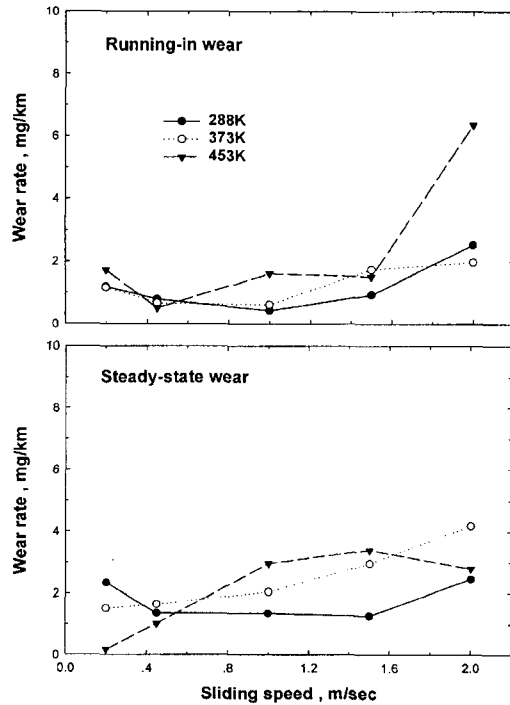 10
Running-in wear
8
288K
373K
453K
6
4
2
0
Wear rate , mg/km
10
Steady-state wear
8
6
4
2
0
Wear rate , mg/km
0.0 .4 .8 1.2 1.6 2.0
Sliding speed , m/sec